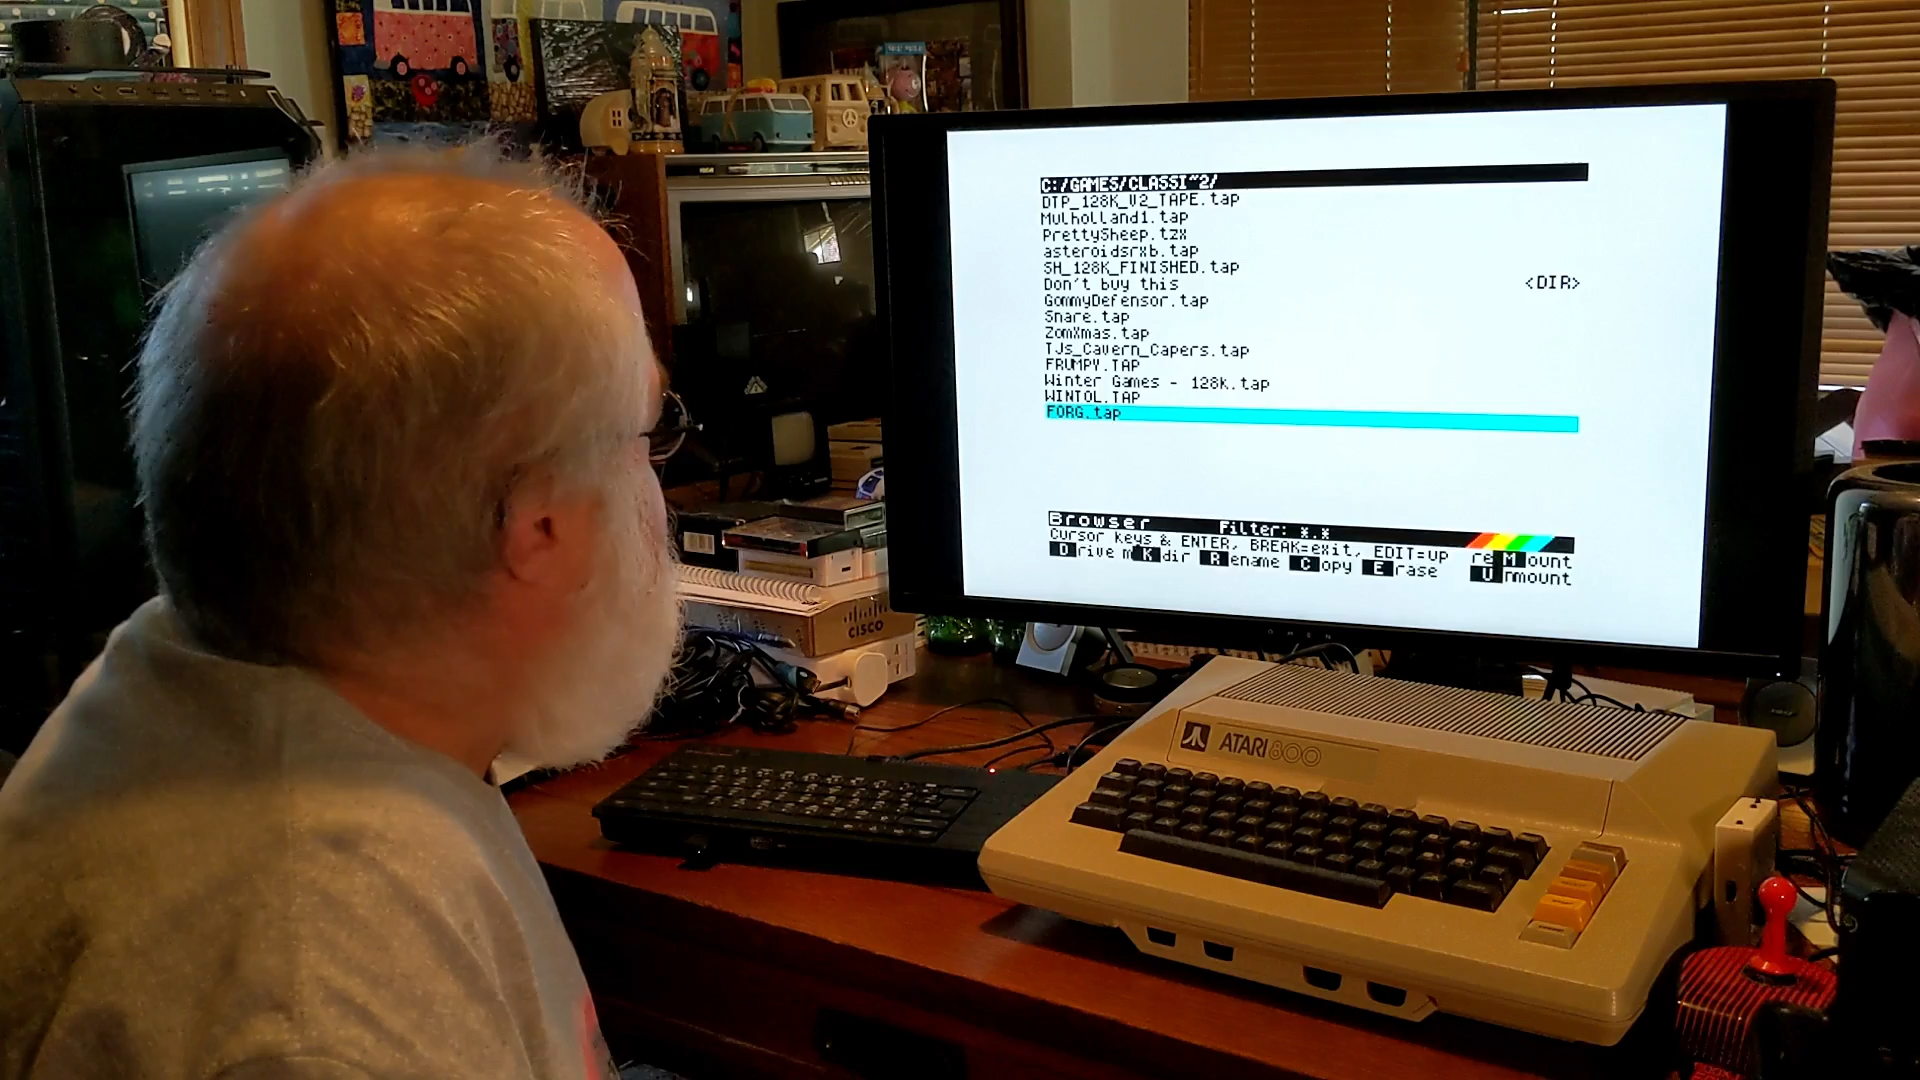 C:/GAMES/CLASSI~2/
DTP_128K_V2_TAPE.tap
Mulholland1.tap
PrettySheep.tzx
asteroidsrxb.tap
SH_128K_FINISHED.tap
Don't buy this <DIR>
GommyDefensor.tap
Snare.tap
ZomXmas.tap
TJs_Cavern_Capers.tap
FRUMPY.TAP
Winter Games - 128k.tap
WINTOL.TAP
FORG.tap
Browser Filter: *.*
Cursor keys & ENTER, BREAK=exit, EDIT=up reMount
Drive mKdir Rename Copy Erase Unmount
OMEN
CISCO
ATARI 800